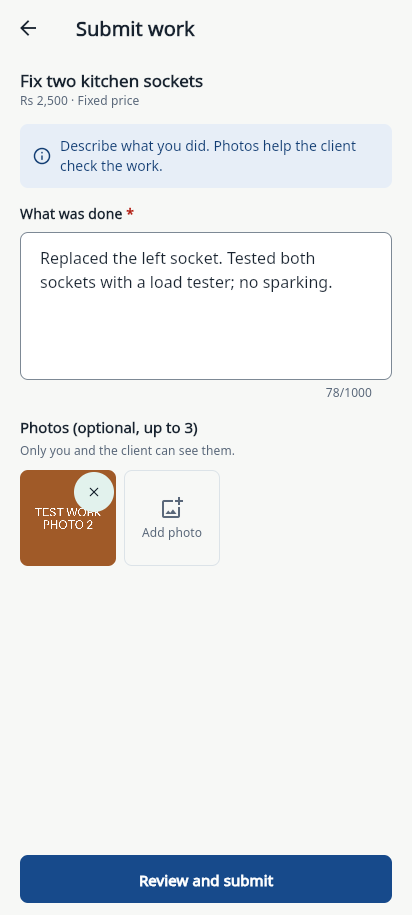 Submit work
Fix two kitchen sockets
Rs 2,500 · Fixed price
Describe what you did. Photos help the client
check the work.
What was done *
Replaced the left socket. Tested both
sockets with a load tester; no sparking.
78/1000
Photos (optional, up to 3)
Only you and the client can see them.
TEST WORK
PHOTO 2
Add photo
Review and submit